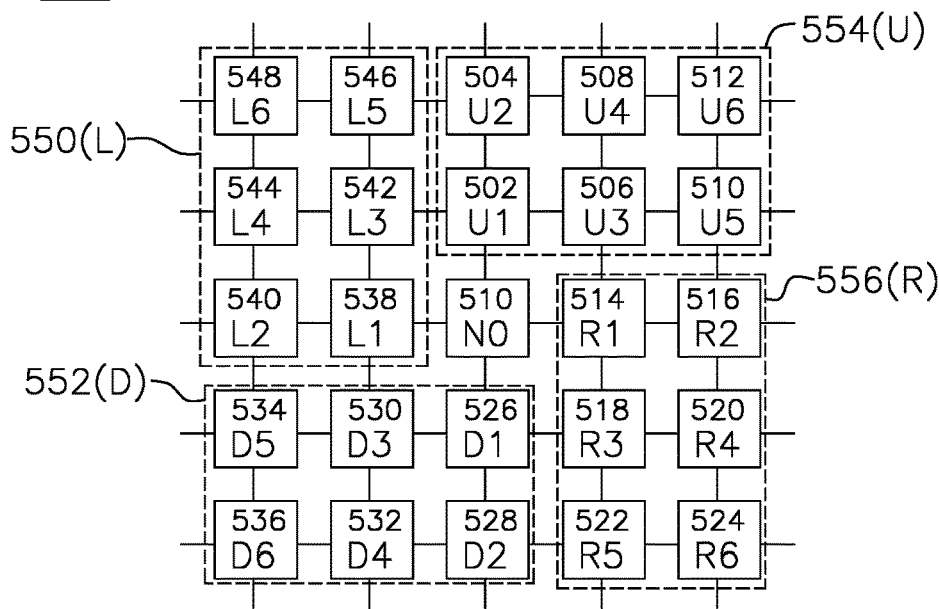 554(U)
548 546 504 508 512
L6 L5 U2 U4 U6
550(L)
544 542 502 506 510
L4 L3 U1 U3 U5
556(R)
540 538 510 514 516
L2 L1 N0 R1 R2
552(D)
534 530 526 518 520
D5 D3 D1 R3 R4
536 532 528 522 524
D6 D4 D2 R5 R6